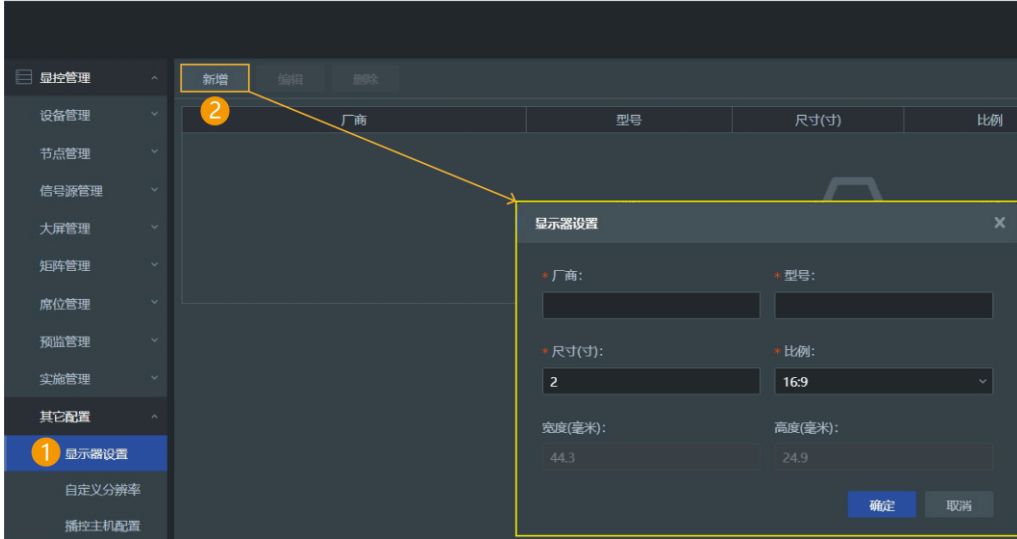 显控管理
设备管理
节点管理
信号源管理
大屏管理
矩阵管理
席位管理
预监管理
实施管理
其它配置
1 显示器设置
自定义分辨率
播控主机配置
新增 编辑 删除
2
厂商 型号 尺寸(寸) 比例
显示器设置
* 厂商: * 型号:
* 尺寸(寸): * 比例:
2 16:9
宽度(毫米): 高度(毫米):
44.3 24.9
确定 取消